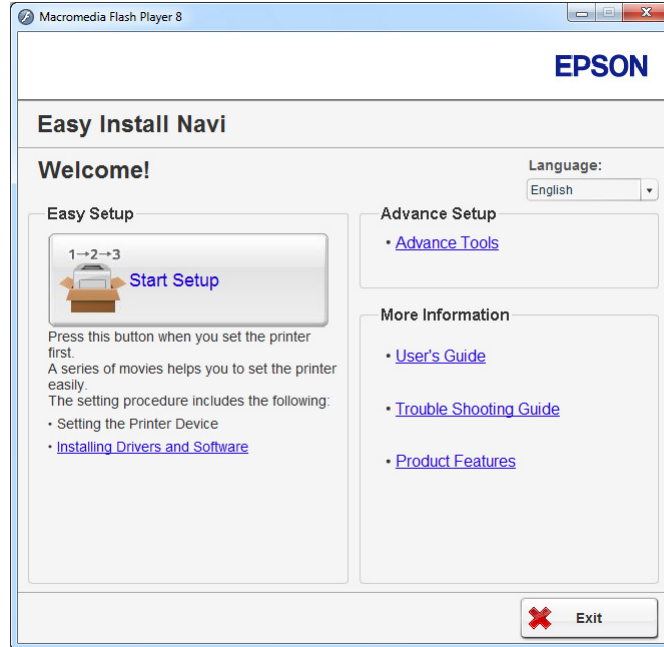 Macromedia Flash Player 8
EPSON
Easy Install Navi
Welcome!
Language:
English
Easy Setup
1→2→3
Start Setup
Press this button when you set the printer
first.
A series of movies helps you to set the printer
easily.
The setting procedure includes the following:
• Setting the Printer Device
• Installing Drivers and Software
Advance Setup
• Advance Tools
More Information
• User's Guide
• Trouble Shooting Guide
• Product Features
Exit